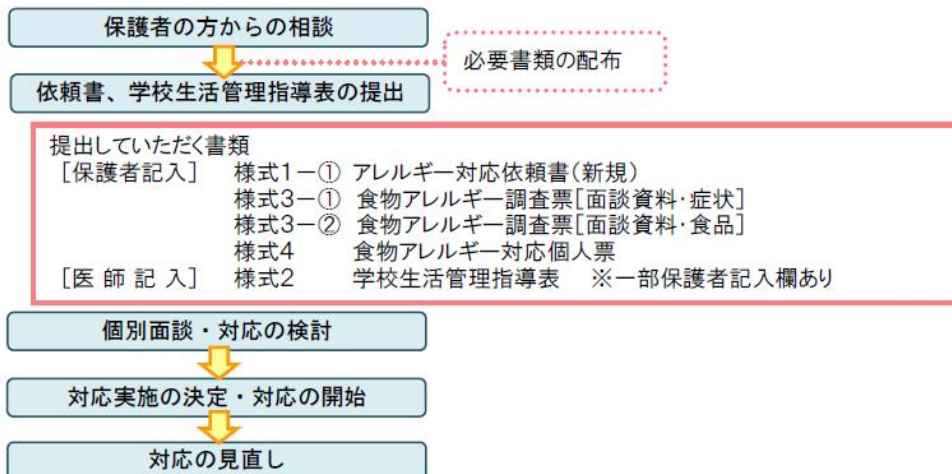 保護者の方からの相談
必要書類の配布
依頼書、学校生活管理指導表の提出
提出していただく書類
［保護者記入］ 様式1－① アレルギー対応依頼書（新規）
様式3－① 食物アレルギー調査票［面談資料・症状］
様式3－② 食物アレルギー調査票［面談資料・食品］
様式4 食物アレルギー対応個人票
［医 師 記 入］ 様式2 学校生活管理指導表 ※一部保護者記入欄あり
個別面談・対応の検討
対応実施の決定・対応の開始
対応の見直し